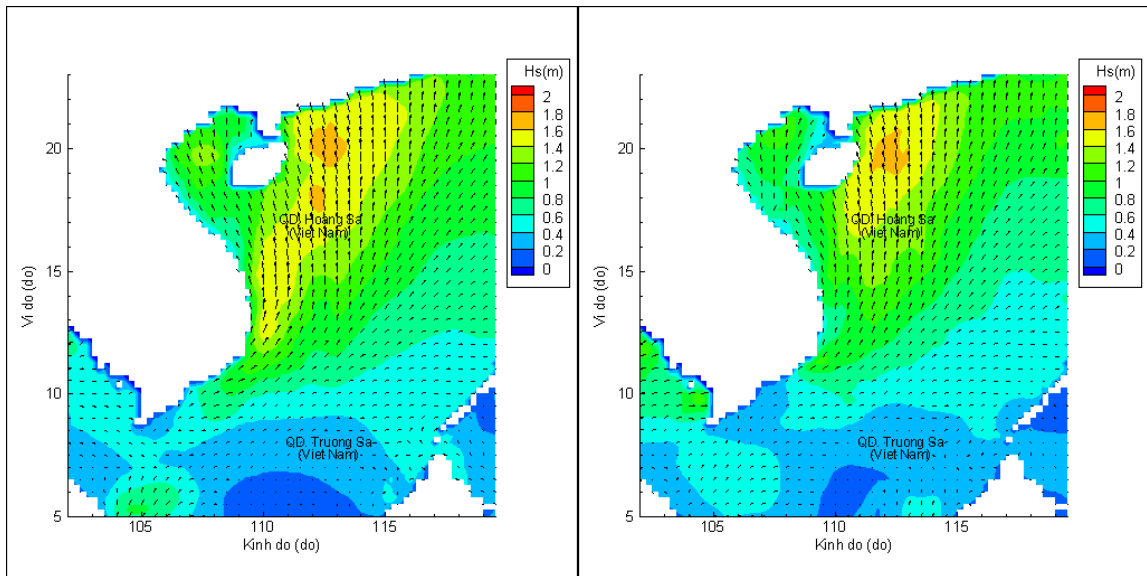 Hs(m)
2
1.8
1.6
1.4
1.2
1
0.8
0.6
0.4
0.2
0
20
15
10
5
Vi do (do)
105
110
115
Kinh do (do)
QD. Hoang Sa
(Viet Nam)
QD. Truong Sa
(Viet Nam)
Hs(m)
2
1.8
1.6
1.4
1.2
1
0.8
0.6
0.4
0.2
0
20
15
10
5
Vi do (do)
105
110
115
Kinh do (do)
QD. Hoang Sa
(Viet Nam)
QD. Truong Sa
(Viet Nam)